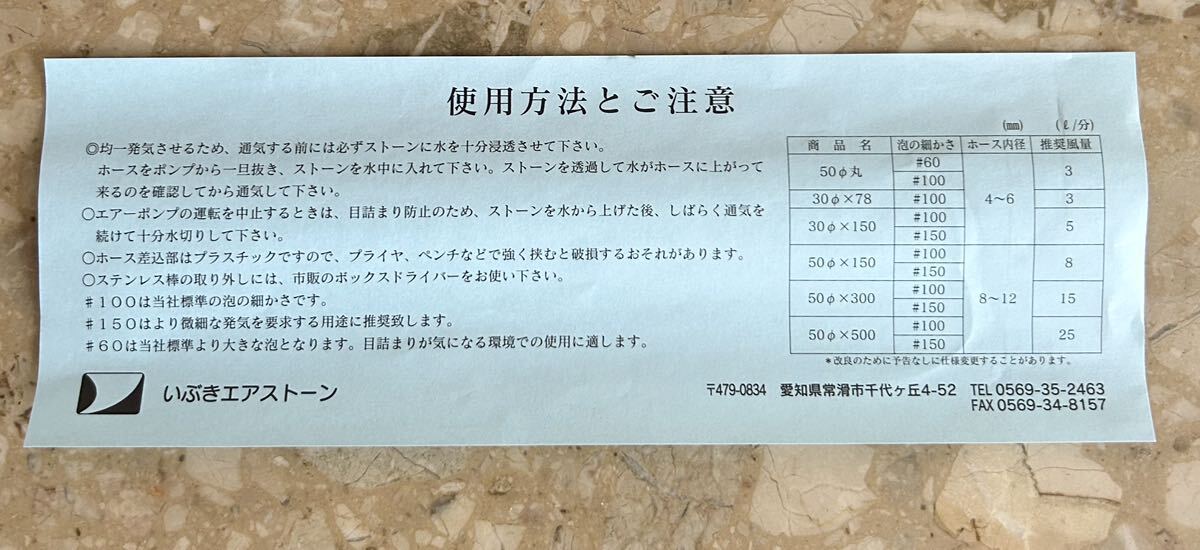 使用方法とご注意
◎均一発気させるため、通気する前には必ずストーンに水を十分浸透させて下さい。
ホースをポンプから一旦抜き、ストーンを水中に入れて下さい。ストーンを透過して水がホースに上がって
来るのを確認してから通気して下さい。
○エアーポンプの運転を中止するときは、目詰まり防止のため、ストーンを水から上げた後、しばらく通気を
続けて十分水切りして下さい。
○ホース差込部はプラスチックですので、プライヤ、ペンチなどで強く挟むと破損するおそれがあります。
○ステンレス棒の取り外しには、市販のボックスドライバーをお使い下さい。
＃１００は当社標準の泡の細かさです。
＃１５０はより微細な発気を要求する用途に推奨致します。
＃６０は当社標準より大きな泡となります。目詰まりが気になる環境での使用に適します。
(㎜) (ℓ/分)
商品名 泡の細かさ ホース内径 推奨風量
50φ丸 #60 #100 4～6 3
30φ×78 #100 3
30φ×150 #100 #150 5
50φ×150 #100 #150 8～12 8
50φ×300 #100 #150 15
50φ×500 #100 #150 25
＊改良のために予告なしに仕様変更することがあります。
いぶきエアストーン
〒479-0834 愛知県常滑市千代ヶ丘4-52 TEL 0569-35-2463
FAX 0569-34-8157